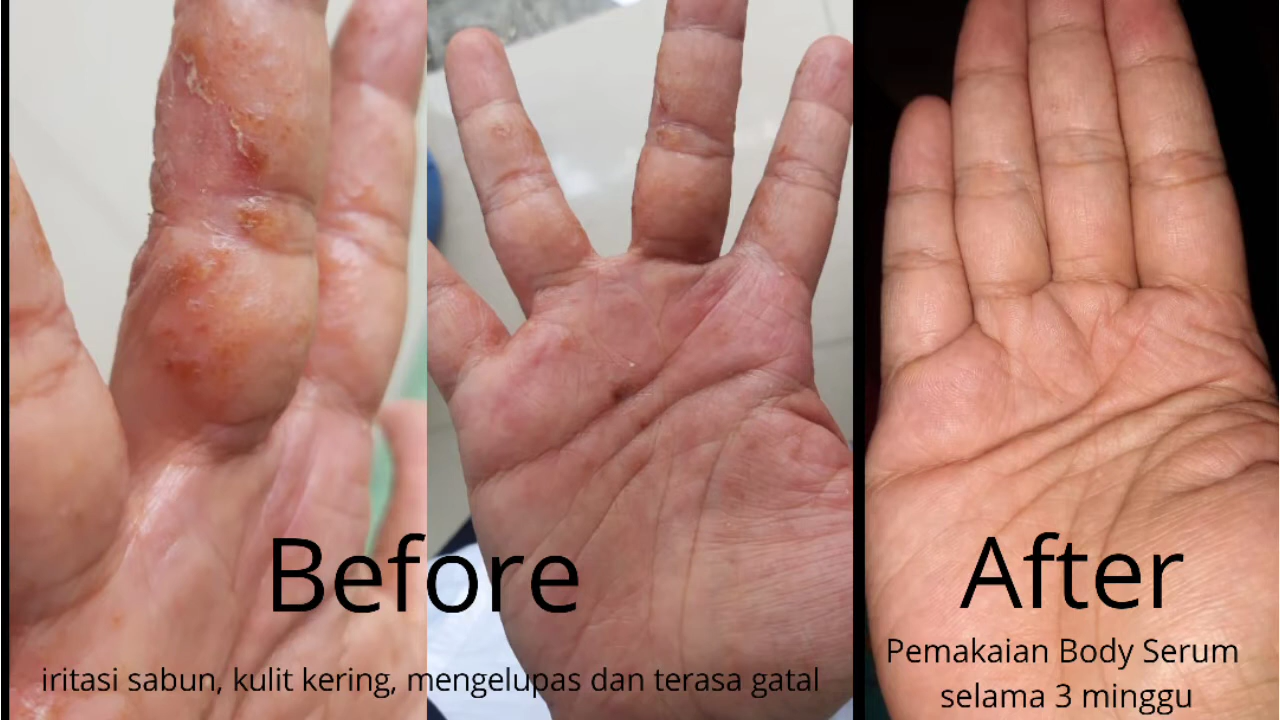 Before
iritasi sabun, kulit kering, mengelupas dan terasa gatal
After
Pemakaian Body Serum
selama 3 minggu